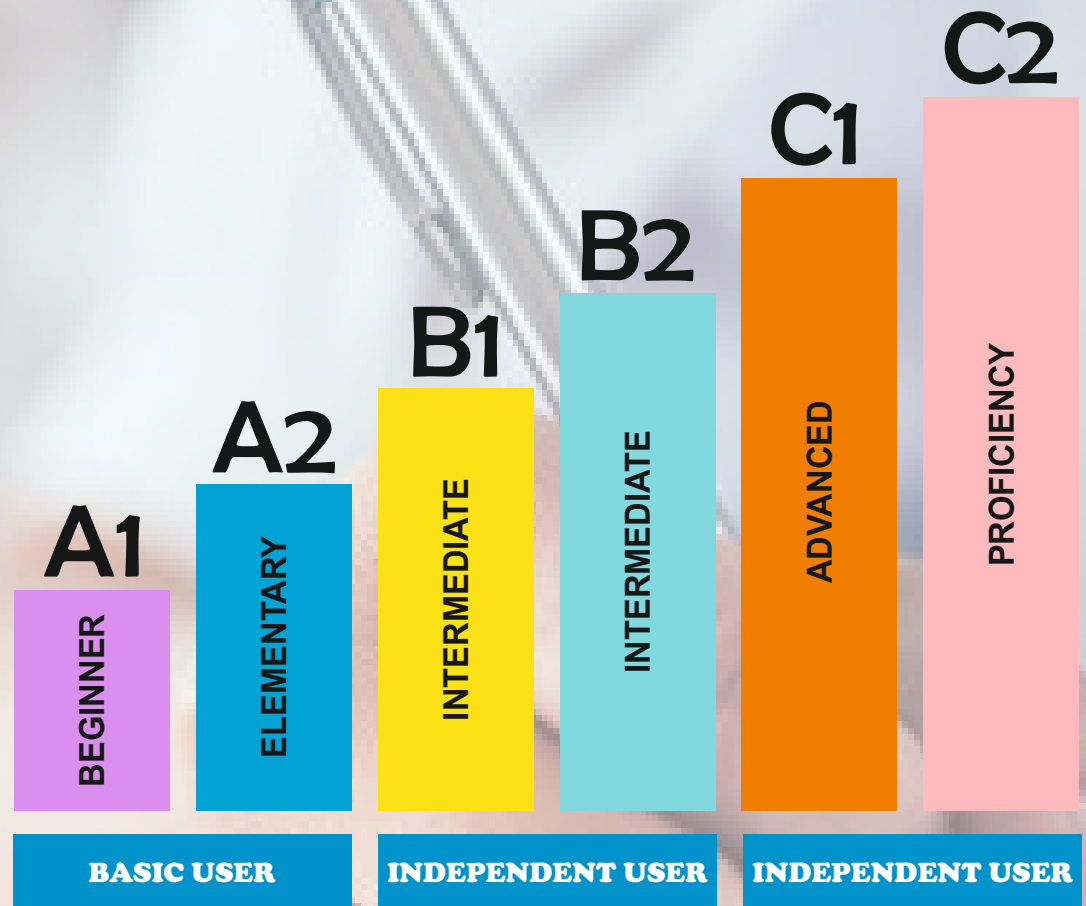 A1
BEGINNER
A2
ELEMENTARY
B1
INTERMEDIATE
B2
INTERMEDIATE
C1
ADVANCED
C2
PROFICIENCY
BASIC USER
INDEPENDENT USER
INDEPENDENT USER